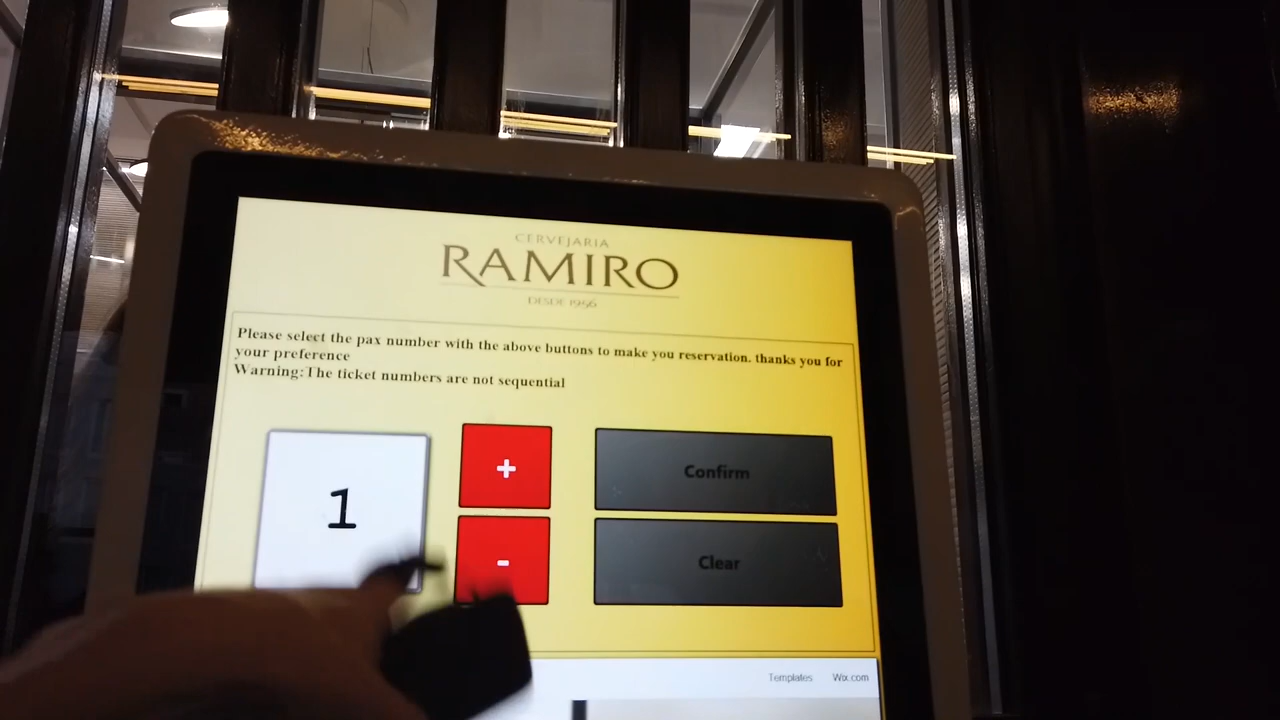 CERVEJARIA
RAMIRO
DESDE 1956
Please select the pax number with the above buttons to make you reservation. thanks you for
your preference
Warning:The ticket numbers are not sequential
1
+
-
Confirm
Clear
Templates Wix.com